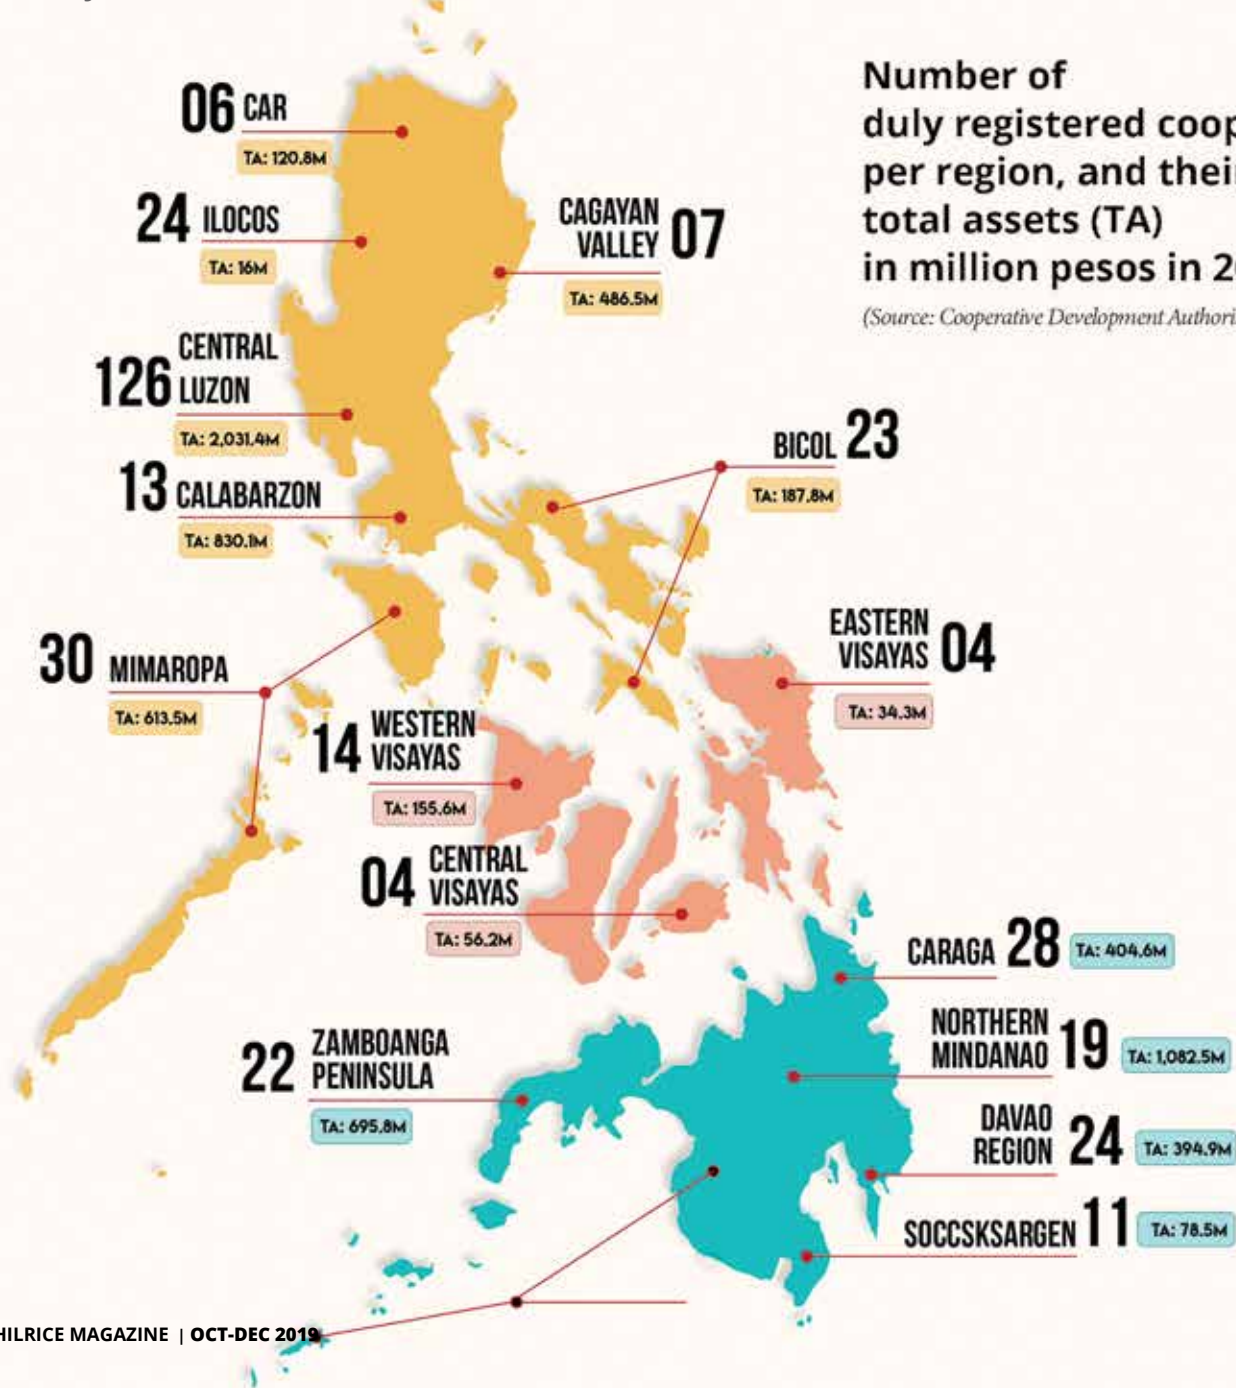 Number of
duly registered coop
per region, and their
total assets (TA)
in million pesos in 2
(Source: Cooperative Development Authori
06 CAR
TA: 120.8M
24 ILOCOS
TA: 16M
CAGAYAN
VALLEY 07
TA: 486.5M
CENTRAL
126 LUZON
TA: 2,031.4M
BICOL 23
TA: 187.8M
13 CALABARZON
TA: 830.1M
EASTERN
VISAYAS 04
TA: 34.3M
30 MIMAROPA
TA: 613.5M
WESTERN
14 VISAYAS
TA: 155.6M
CENTRAL
04 VISAYAS
TA: 56.2M
CARAGA 28 TA: 404.6M
NORTHERN
MINDANAO 19 TA: 1,082.5M
ZAMBOANGA
22 PENINSULA
TA: 695.8M
DAVAO
REGION 24 TA: 394.9M
SOCCSKSARGEN 11 TA: 78.5M
HILRICE MAGAZINE | OCT-DEC 2019